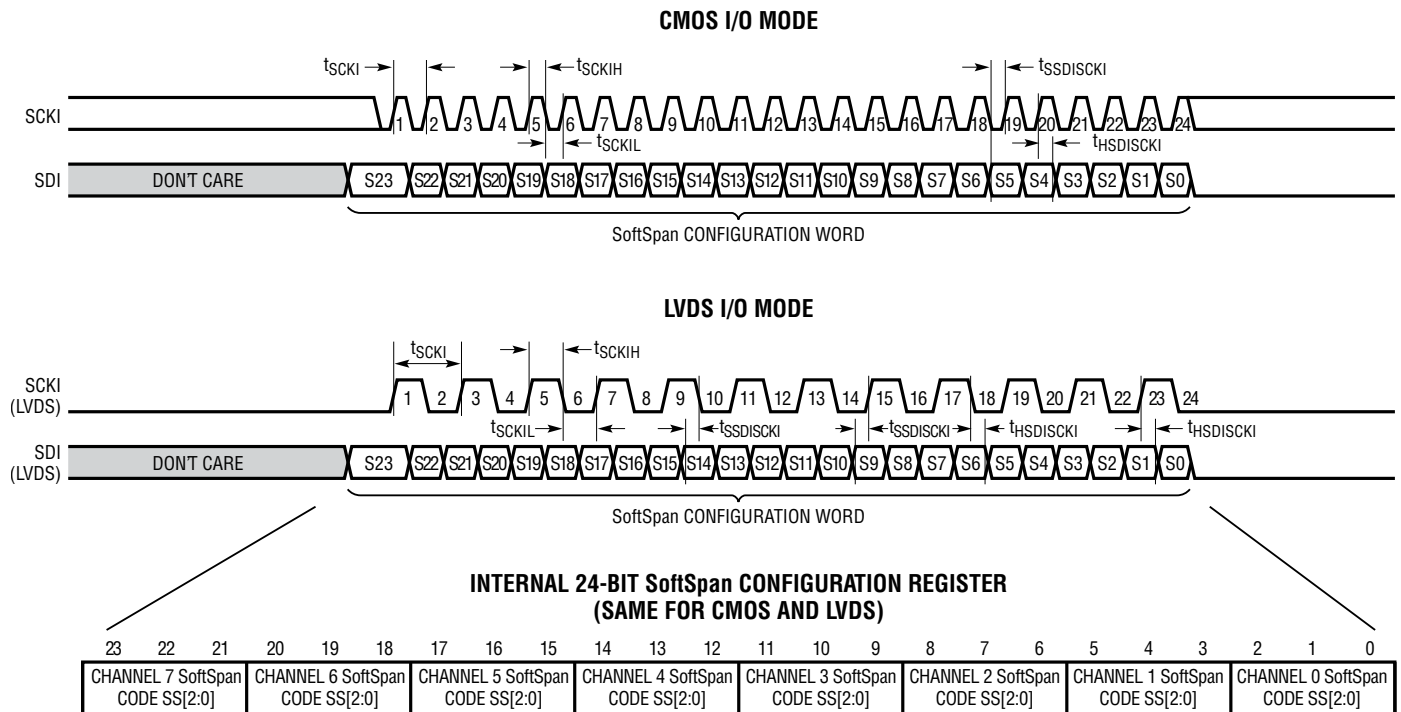 CMOS I/O MODE
tSCKI
tSCKIH
tSSDISCKI
SCKI
1 2 3 4 5 6 7 8 9 10 11 12 13 14 15 16 17 18 19 20 21 22 23 24
tSCKIL
tHSDISCKI
SDI
DON'T CARE
S23 S22 S21 S20 S19 S18 S17 S16 S15 S14 S13 S12 S11 S10 S9 S8 S7 S6 S5 S4 S3 S2 S1 S0
SoftSpan CONFIGURATION WORD
LVDS I/O MODE
tSCKI
tSCKIH
SCKI
(LVDS)
1 2 3 4 5 6 7 8 9 10 11 12 13 14 15 16 17 18 19 20 21 22 23 24
tSCKIL
tSSDISCKI
tSSDISCKI
tHSDISCKI
tHSDISCKI
SDI
(LVDS)
DON'T CARE
S23 S22 S21 S20 S19 S18 S17 S16 S15 S14 S13 S12 S11 S10 S9 S8 S7 S6 S5 S4 S3 S2 S1 S0
SoftSpan CONFIGURATION WORD
INTERNAL 24-BIT SoftSpan CONFIGURATION REGISTER
(SAME FOR CMOS AND LVDS)
23 22 21 20 19 18 17 16 15 14 13 12 11 10 9 8 7 6 5 4 3 2 1 0
CHANNEL 7 SoftSpan
CODE SS[2:0]
CHANNEL 6 SoftSpan
CODE SS[2:0]
CHANNEL 5 SoftSpan
CODE SS[2:0]
CHANNEL 4 SoftSpan
CODE SS[2:0]
CHANNEL 3 SoftSpan
CODE SS[2:0]
CHANNEL 2 SoftSpan
CODE SS[2:0]
CHANNEL 1 SoftSpan
CODE SS[2:0]
CHANNEL 0 SoftSpan
CODE SS[2:0]